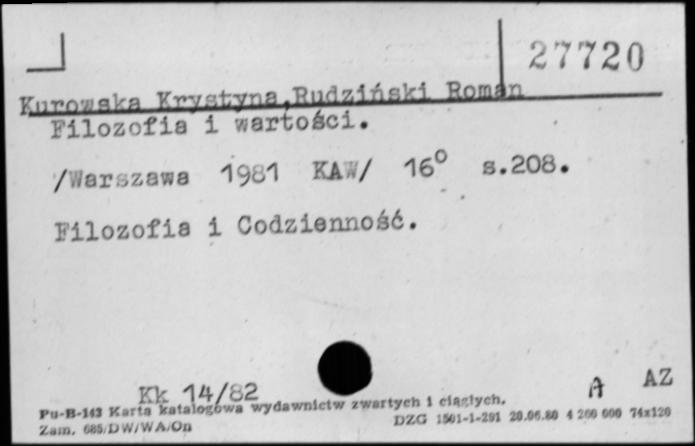 27720
Kurowska Krystyna,Rudziński Roman
Filozofia i wartości.
/Warszawa 1981 KAW/ 16° s.208.
Filozofia i Codzienność.
Kk 14/82
A AZ
Pu-B-143 Karta katalogowa wydawnictw zwartych i ciągłych.
Zam. 685/DW/WA/On DZG 1501-1-291 20.06.80 4 200 000 74x120